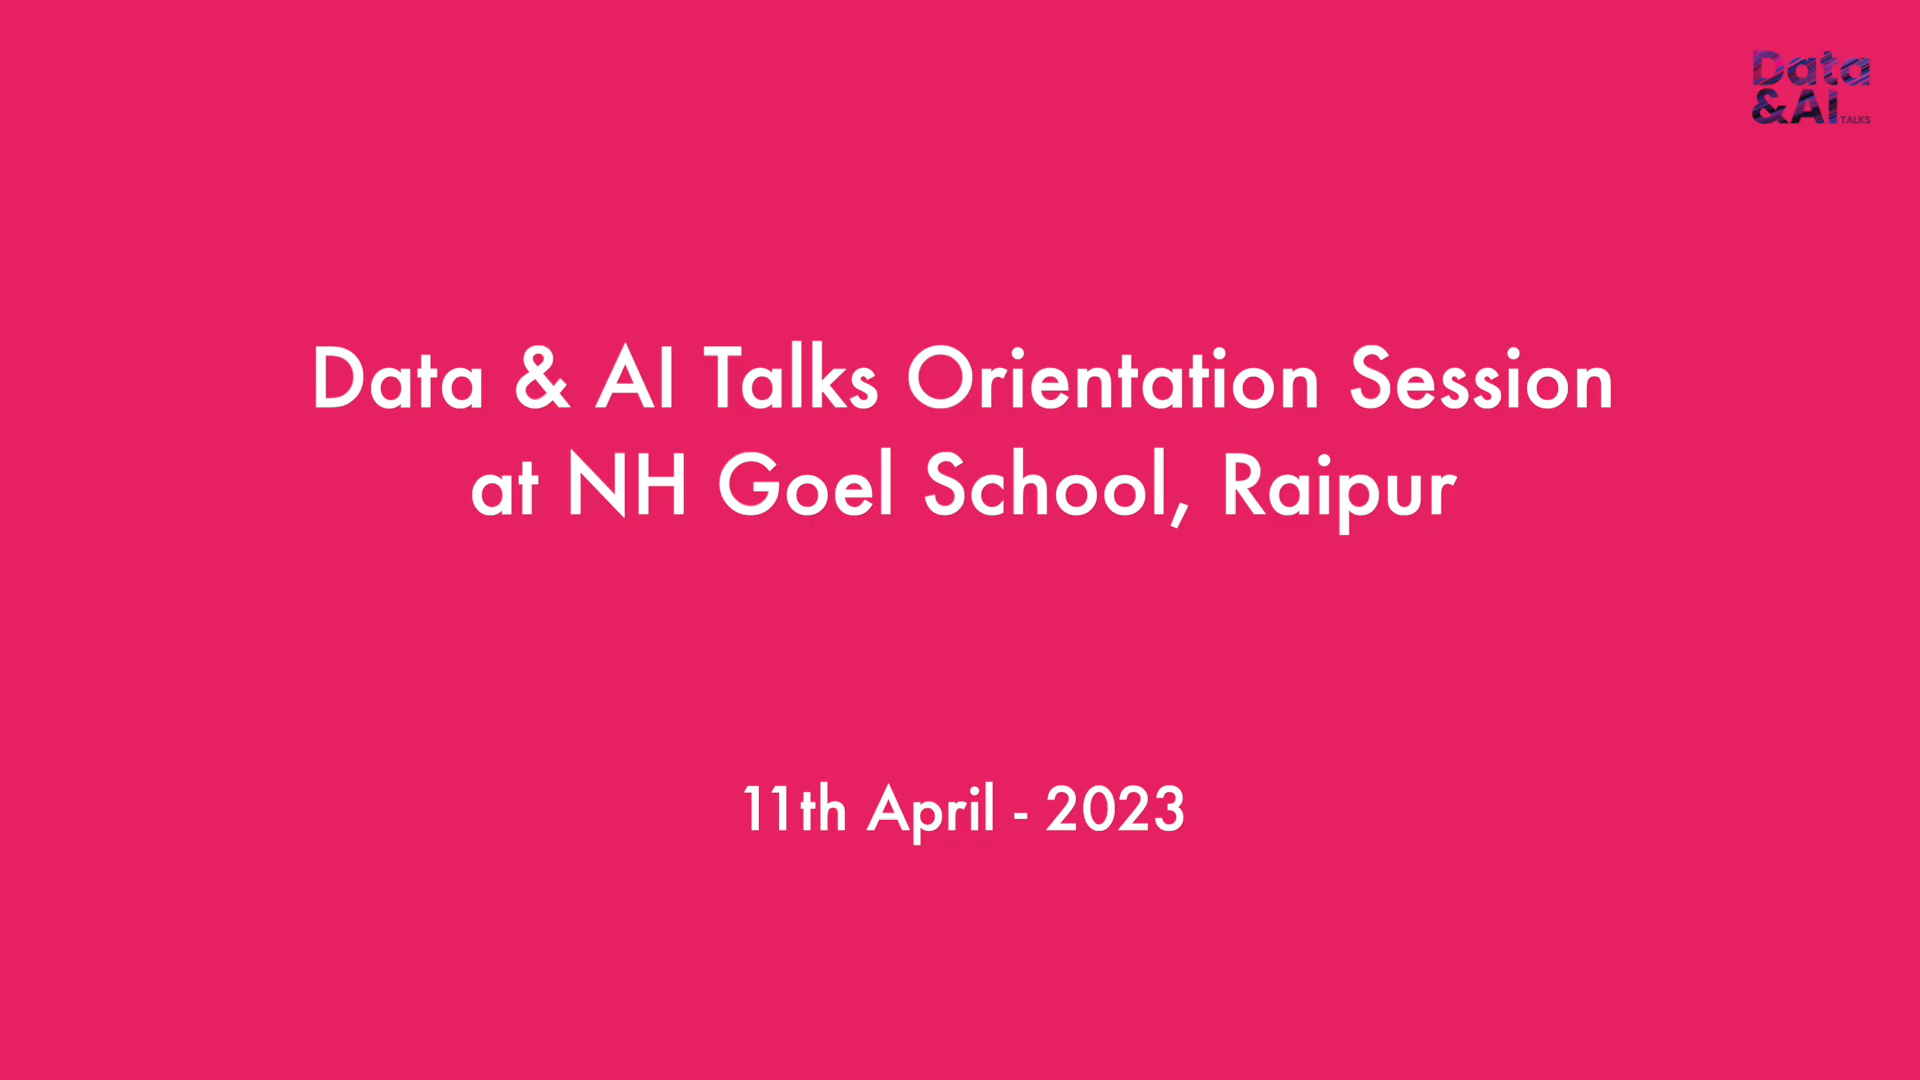 Data
&AI TALKS
Data & AI Talks Orientation Session
at NH Goel School, Raipur
11th April - 2023